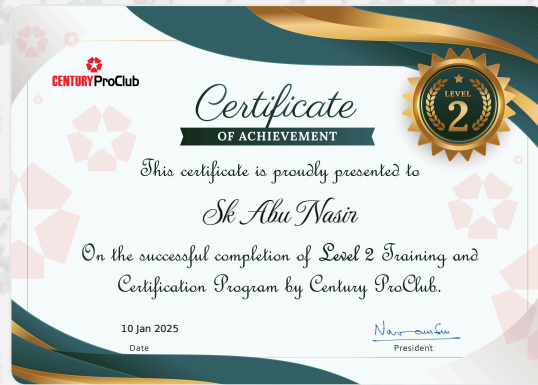 CENTURY ProClub
Certificate
OF ACHIEVEMENT
LEVEL
2
This certificate is proudly presented to
Sk Abu Nasir
On the successful completion of Level 2 Training and
Certification Program by Century ProClub.
10 Jan 2025
Date
President